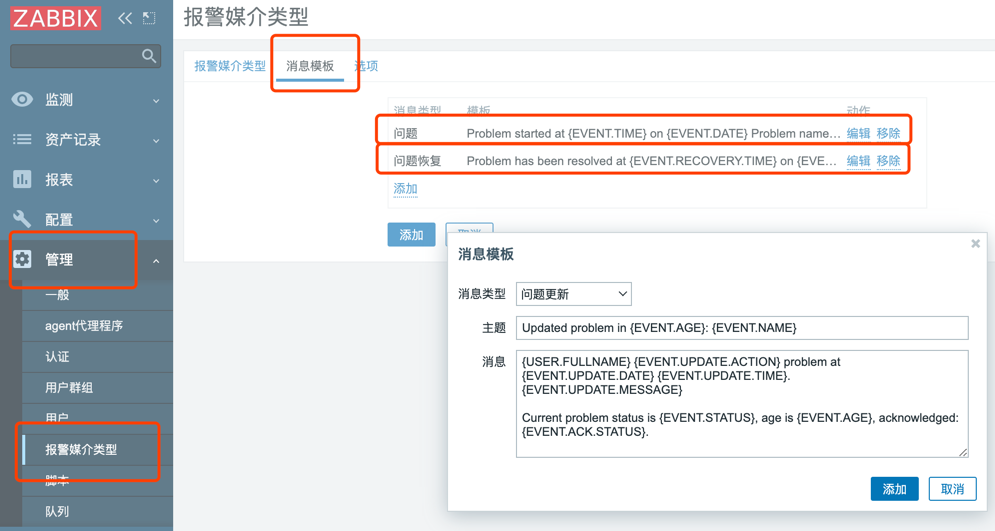 ZABBIX
报警媒介类型
监测
资产记录
报表
配置
管理
一般
agent代理程序
认证
用户群组
用户
报警媒介类型
脚本
队列
报警媒介类型 消息模板 选项
消息类型 模板 动作
问题 Problem started at {EVENT.TIME} on {EVENT.DATE} Problem name... 编辑 移除
问题恢复 Problem has been resolved at {EVENT.RECOVERY.TIME} on {EVE... 编辑 移除
添加
添加 取消
消息模板
消息类型 问题更新
主题 Updated problem in {EVENT.AGE}: {EVENT.NAME}
消息 {USER.FULLNAME} {EVENT.UPDATE.ACTION} problem at
{EVENT.UPDATE.DATE} {EVENT.UPDATE.TIME}.
{EVENT.UPDATE.MESSAGE}
Current problem status is {EVENT.STATUS}, age is {EVENT.AGE}, acknowledged:
{EVENT.ACK.STATUS}.
添加 取消